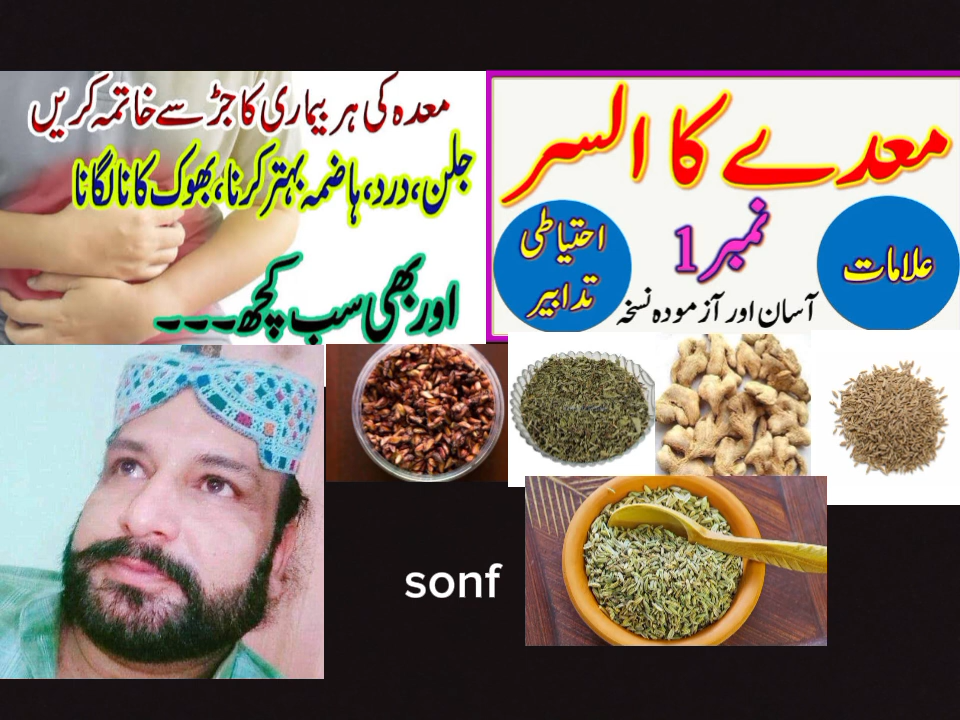 معدہ کی ہر بیماری کا جڑ سے خاتمہ کریں
جلن، درد، ہاضمہ بہتر کرنا، بھوک کا نا لگانا
اور بھی سب کچھ۔۔۔
معدے کا السر
نمبر 1
علامات
احتیاطی
تدابیر
آسان اور آزمودہ نسخہ
sonf